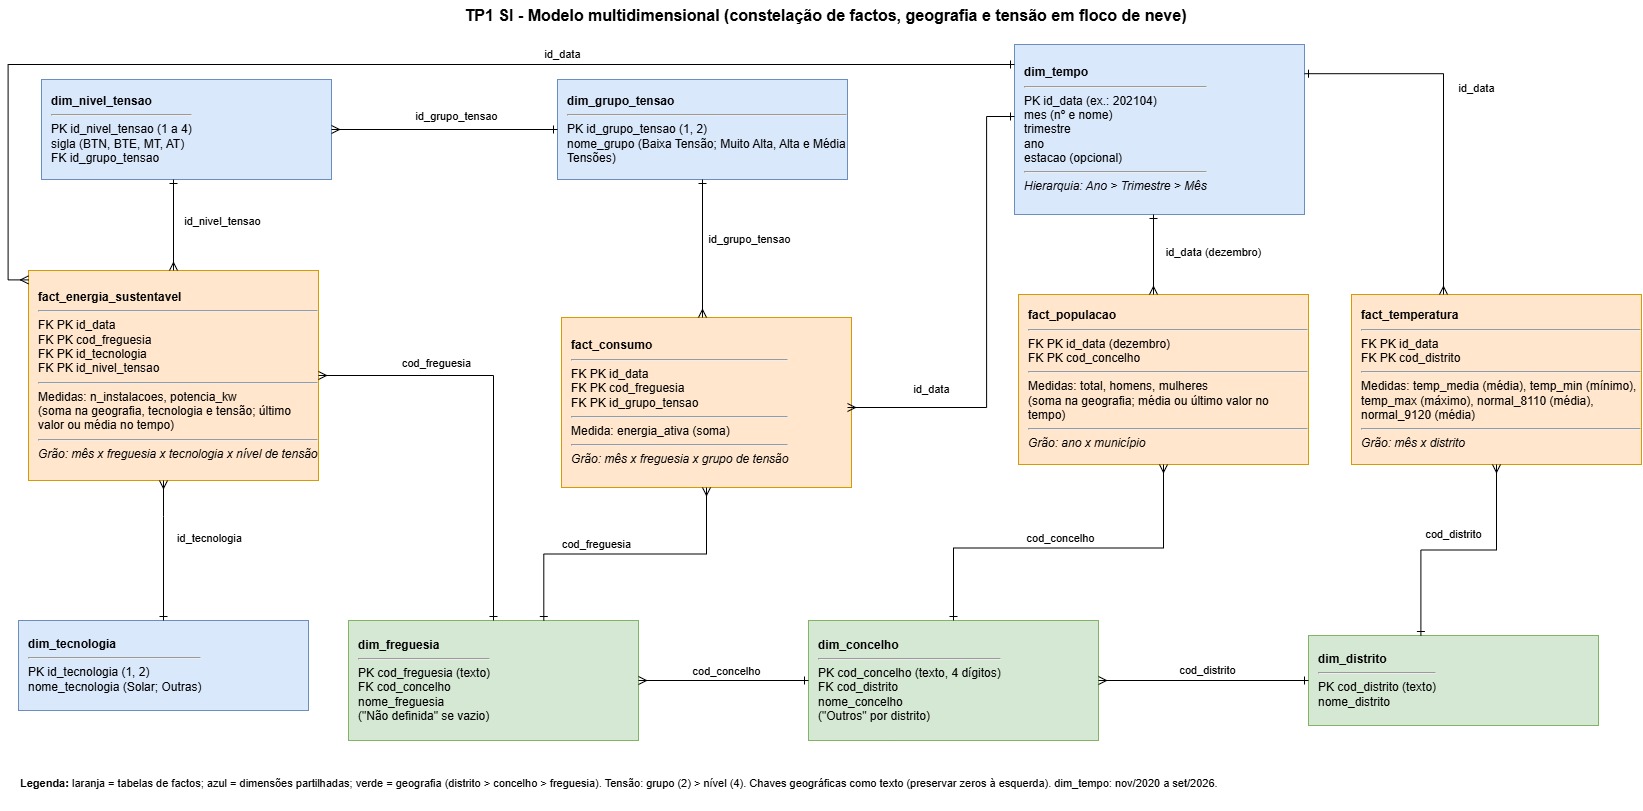 TP1 SI - Modelo multidimensional (constelação de factos, geografia e tensão em floco de neve)
id_data
dim_nivel_tensao
PK id_nivel_tensao (1 a 4)
sigla (BTN, BTE, MT, AT)
FK id_grupo_tensao
id_grupo_tensao
dim_grupo_tensao
PK id_grupo_tensao (1, 2)
nome_grupo (Baixa Tensão; Muito Alta, Alta e Média
Tensões)
dim_tempo
PK id_data (ex.: 202104)
mes (nº e nome)
trimestre
ano
estacao (opcional)
Hierarquia: Ano > Trimestre > Mês
id_data
id_nivel_tensao
id_grupo_tensao
id_data (dezembro)
fact_energia_sustentavel
FK PK id_data
FK PK cod_freguesia
FK PK id_tecnologia
FK PK id_nivel_tensao
Medidas: n_instalacoes, potencia_kw
(soma na geografia, tecnologia e tensão; último
valor ou média no tempo)
Grão: mês x freguesia x tecnologia x nível de tensão
cod_freguesia
fact_consumo
FK PK id_data
FK PK cod_freguesia
FK PK id_grupo_tensao
Medida: energia_ativa (soma)
Grão: mês x freguesia x grupo de tensão
id_data
fact_populacao
FK PK id_data (dezembro)
FK PK cod_concelho
Medidas: total, homens, mulheres
(soma na geografia; média ou último valor no
tempo)
Grão: ano x município
fact_temperatura
FK PK id_data
FK PK cod_distrito
Medidas: temp_media (média), temp_min (mínimo),
temp_max (máximo), normal_8110 (média),
normal_9120 (média)
Grão: mês x distrito
id_tecnologia
cod_freguesia
cod_concelho
cod_distrito
dim_tecnologia
PK id_tecnologia (1, 2)
nome_tecnologia (Solar; Outras)
dim_freguesia
PK cod_freguesia (texto)
FK cod_concelho
nome_freguesia
("Não definida" se vazio)
cod_concelho
dim_concelho
PK cod_concelho (texto, 4 dígitos)
FK cod_distrito
nome_concelho
("Outros" por distrito)
cod_distrito
dim_distrito
PK cod_distrito (texto)
nome_distrito
Legenda: laranja = tabelas de factos; azul = dimensões partilhadas; verde = geografia (distrito > concelho > freguesia). Tensão: grupo (2) > nível (4). Chaves geográficas como texto (preservar zeros à esquerda). dim_tempo: nov/2020 a set/2026.